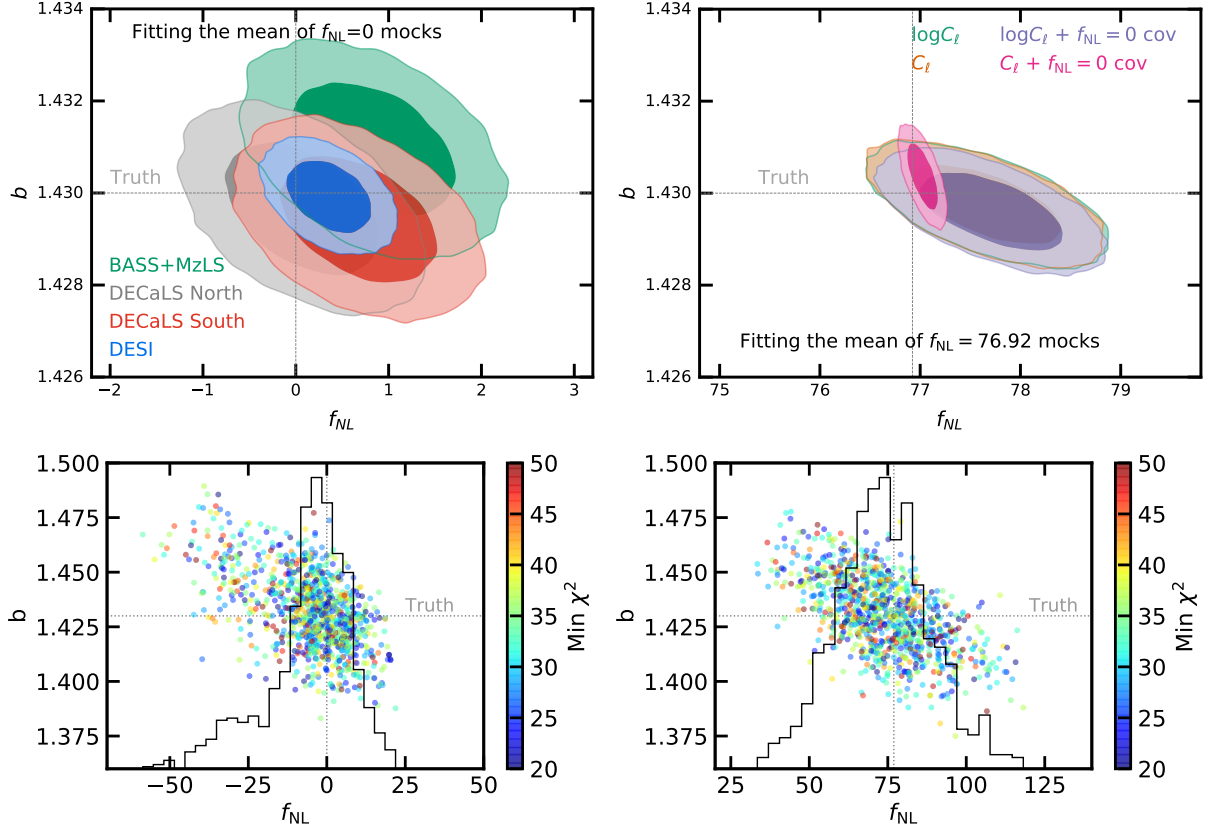 1.434
Fitting the mean of f_NL=0 mocks
1.432
Truth
1.430
b
BASS+MzLS
1.428
DECaLS North
DECaLS South
DESI
1.426
−2 −1 0 1 2 3
f_NL
1.434
logC_ℓ logC_ℓ + f_NL = 0 cov
C_ℓ C_ℓ + f_NL = 0 cov
1.432
Truth
1.430
b
1.428
Fitting the mean of f_NL = 76.92 mocks
1.426
75 76 77 78 79
f_NL
1.500
1.475
1.450
Truth
1.425
b
1.400
1.375
−50 −25 0 25 50
f_NL
50
45
40
35
30
25
20
Min χ²
1.500
1.475
1.450
Truth
1.425
b
1.400
1.375
25 50 75 100 125
f_NL
50
45
40
35
30
25
20
Min χ²